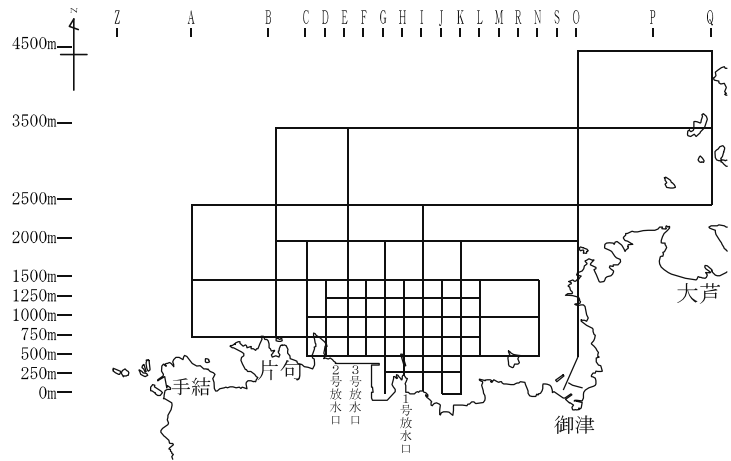 Z A B C D E F G H I J K L M R N S O P Q
N
4500m
3500m
2500m
2000m
1500m
1250m
1000m
750m
500m
250m
0m
大芦
片句
手結
2号放水口
3号放水口
1号放水口
御津